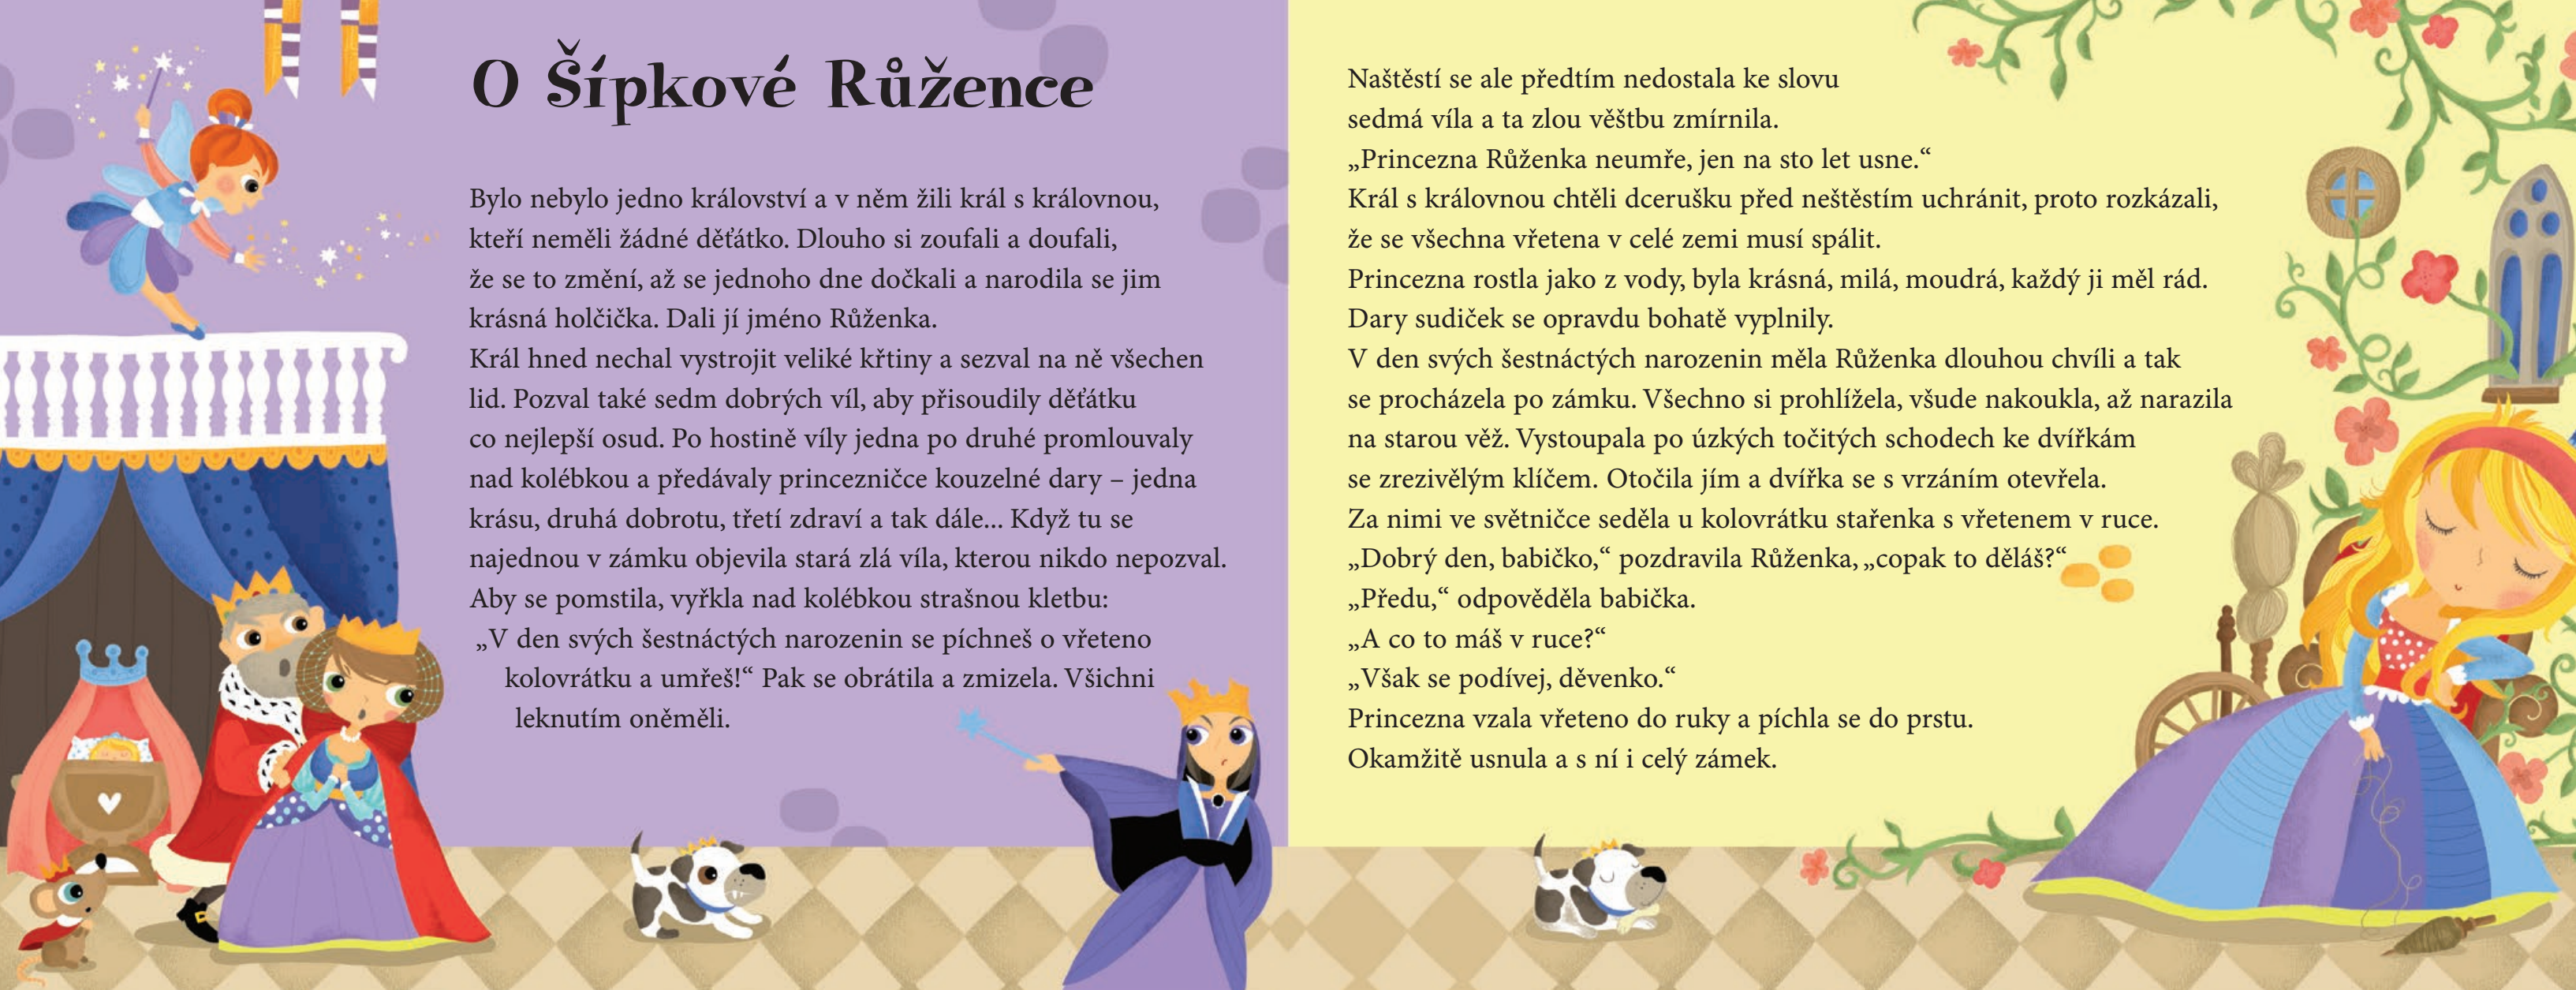 O Šípkové Růžence
Bylo nebylo jedno království a v něm žili král s královnou,
kteří neměli žádné děťátko. Dlouho si zoufali a doufali,
že se to změní, až se jednoho dne dočkali a narodila se jim
krásná holčička. Dali jí jméno Růženka.
Král hned nechal vystrojit veliké křtiny a sezval na ně všechen
lid. Pozval také sedm dobrých víl, aby přisoudily děťátku
co nejlepší osud. Po hostině víly jedna po druhé promlouvaly
nad kolébkou a předávaly princezničce kouzelné dary – jedna
krásu, druhá dobrotu, třetí zdraví a tak dále... Když tu se
najednou v zámku objevila stará zlá víla, kterou nikdo nepozval.
Aby se pomstila, vyřkla nad kolébkou strašnou kletbu:
„V den svých šestnáctých narozenin se píchneš o vřeteno
kolovrátku a umřeš!“ Pak se obrátila a zmizela. Všichni
leknutím oněměli.
Naštěstí se ale předtím nedostala ke slovu
sedmá víla a ta zlou věštbu zmírnila.
„Princezna Růženka neumře, jen na sto let usne.“
Král s královnou chtěli dcerušku před neštěstím uchránit, proto rozkázali,
že se všechna vřetena v celé zemi musí spálit.
Princezna rostla jako z vody, byla krásná, milá, moudrá, každý ji měl rád.
Dary sudiček se opravdu bohatě vyplnily.
V den svých šestnáctých narozenin měla Růženka dlouhou chvíli a tak
se procházela po zámku. Všechno si prohlížela, všude nakoukla, až narazila
na starou věž. Vystoupala po úzkých točitých schodech ke dvířkám
se zrezivělým klíčem. Otočila jím a dvířka se s vrzáním otevřela.
Za nimi ve světničce seděla u kolovrátku stařenka s vřetenem v ruce.
„Dobrý den, babičko,“ pozdravila Růženka, „copak to děláš?“
„Předu,“ odpověděla babička.
„A co to máš v ruce?“
„Však se podívej, děvenko.“
Princezna vzala vřeteno do ruky a píchla se do prstu.
Okamžitě usnula a s ní i celý zámek.